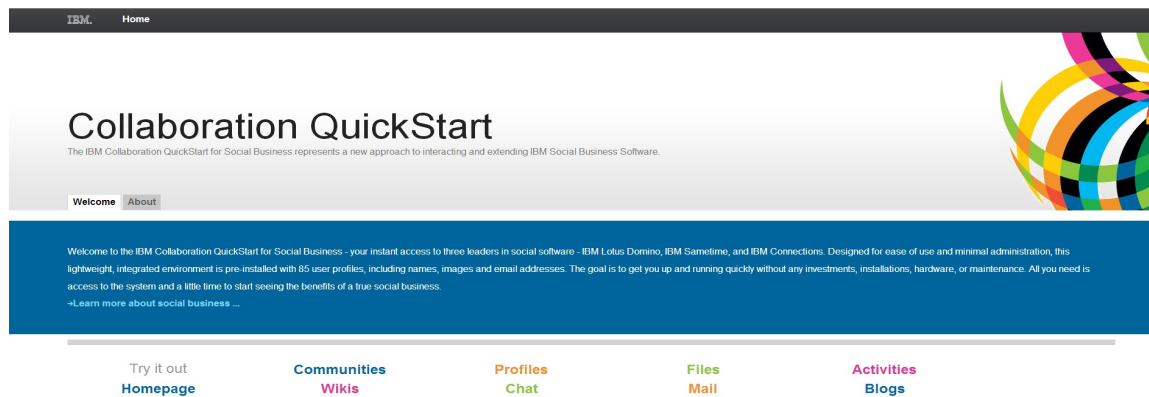 IBM. Home
Collaboration QuickStart
The IBM Collaboration QuickStart for Social Business represents a new approach to interacting and extending IBM Social Business Software.
Welcome About
Welcome to the IBM Collaboration QuickStart for Social Business - your instant access to three leaders in social software - IBM Lotus Domino, IBM Sametime, and IBM Connections. Designed for ease of use and minimal administration, this
lightweight, integrated environment is pre-installed with 85 user profiles, including names, images and email addresses. The goal is to get you up and running quickly without any investments, installations, hardware, or maintenance. All you need is
access to the system and a little time to start seeing the benefits of a true social business.
→Learn more about social business ...
Try it out Communities Profiles Files Activities
Homepage Wikis Chat Mail Blogs